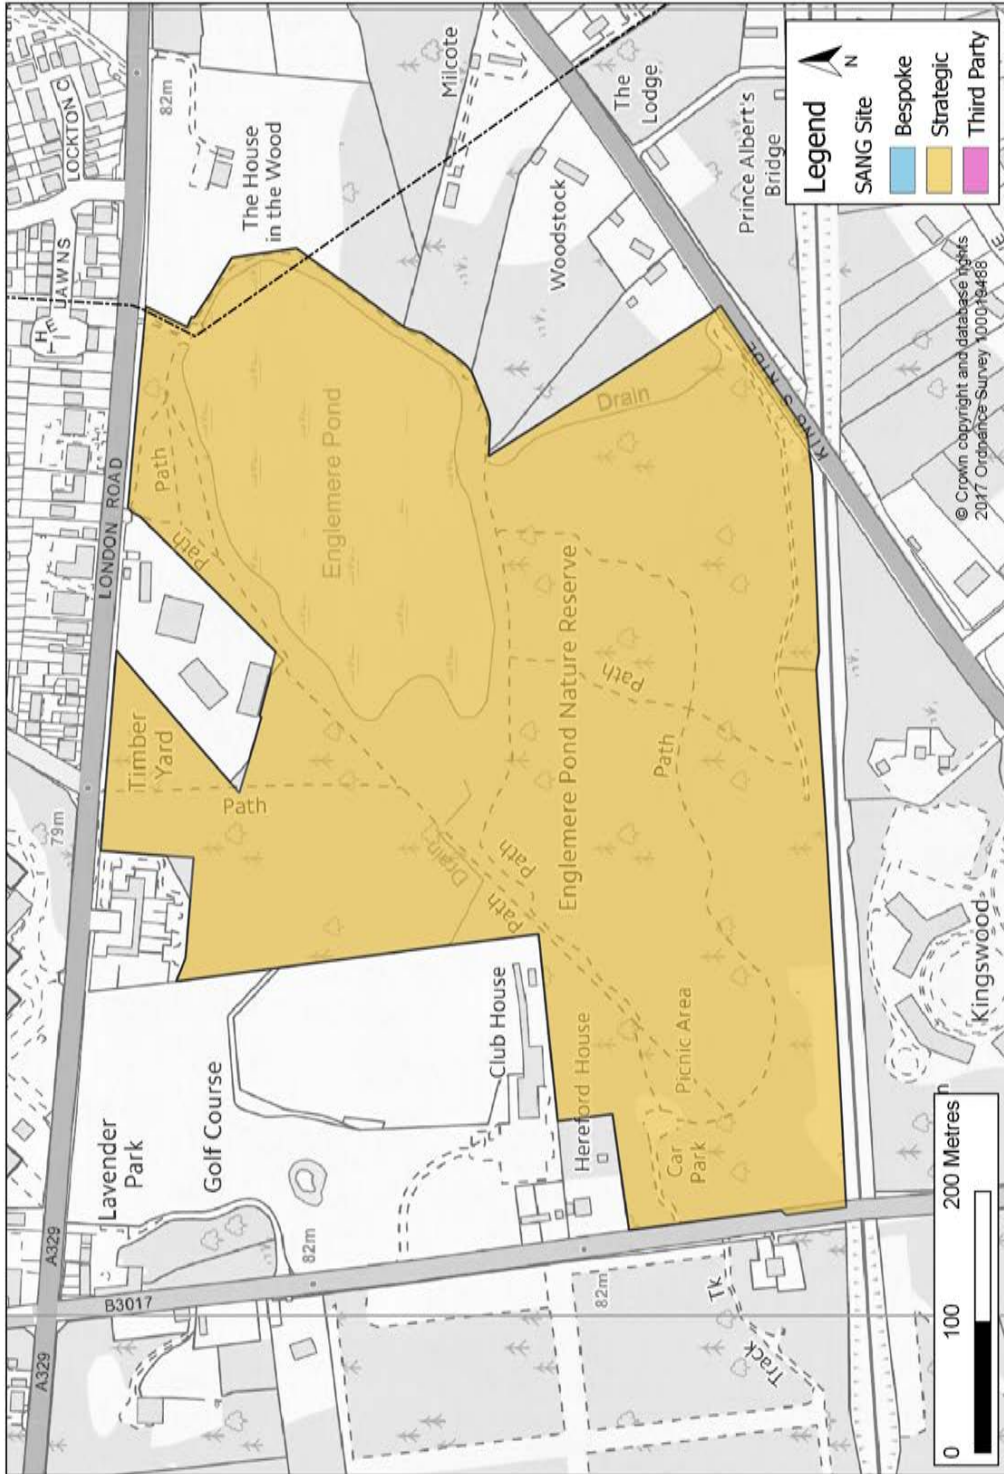 LOCKTON C
82m
LAWNS
H
The House
in the Wood
Milcote
The
Lodge
Woodstock
Prince Albert's
Bridge
Legend
N
SANG Site
Bespoke
Strategic
Third Party
© Crown copyright and database rights
2017 Ordnance Survey 100019488
LONDON ROAD
Path
Path
Englemere Pond
Drain
KING'S RIDE
79m
Timber
Yard
Path
Drain
Path
Path
Englemere Pond Nature Reserve
Path
Path
Lavender
Park
Golf Course
Club House
Hereford House
Picnic Area
Car
Park
Kingswood
A329
A329
B3017
82m
82m
Track
Tk
0
100
200 Metres